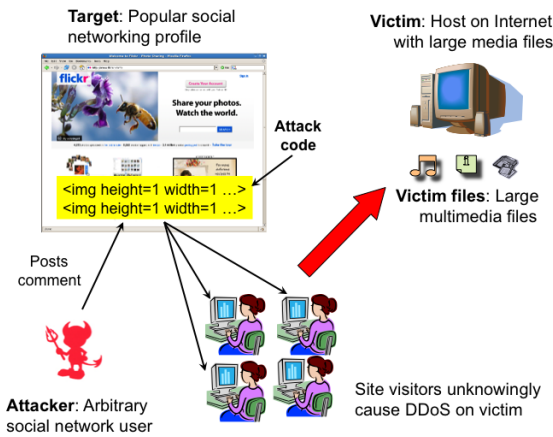 Target: Popular social
networking profile
Victim: Host on Internet
with large media files
flickr
Share your photos.
Watch the world.
Attack
code
<img height=1 width=1 ...>
<img height=1 width=1 ...>
Victim files: Large
multimedia files
Posts
comment
Attacker: Arbitrary
social network user
Site visitors unknowingly
cause DDoS on victim